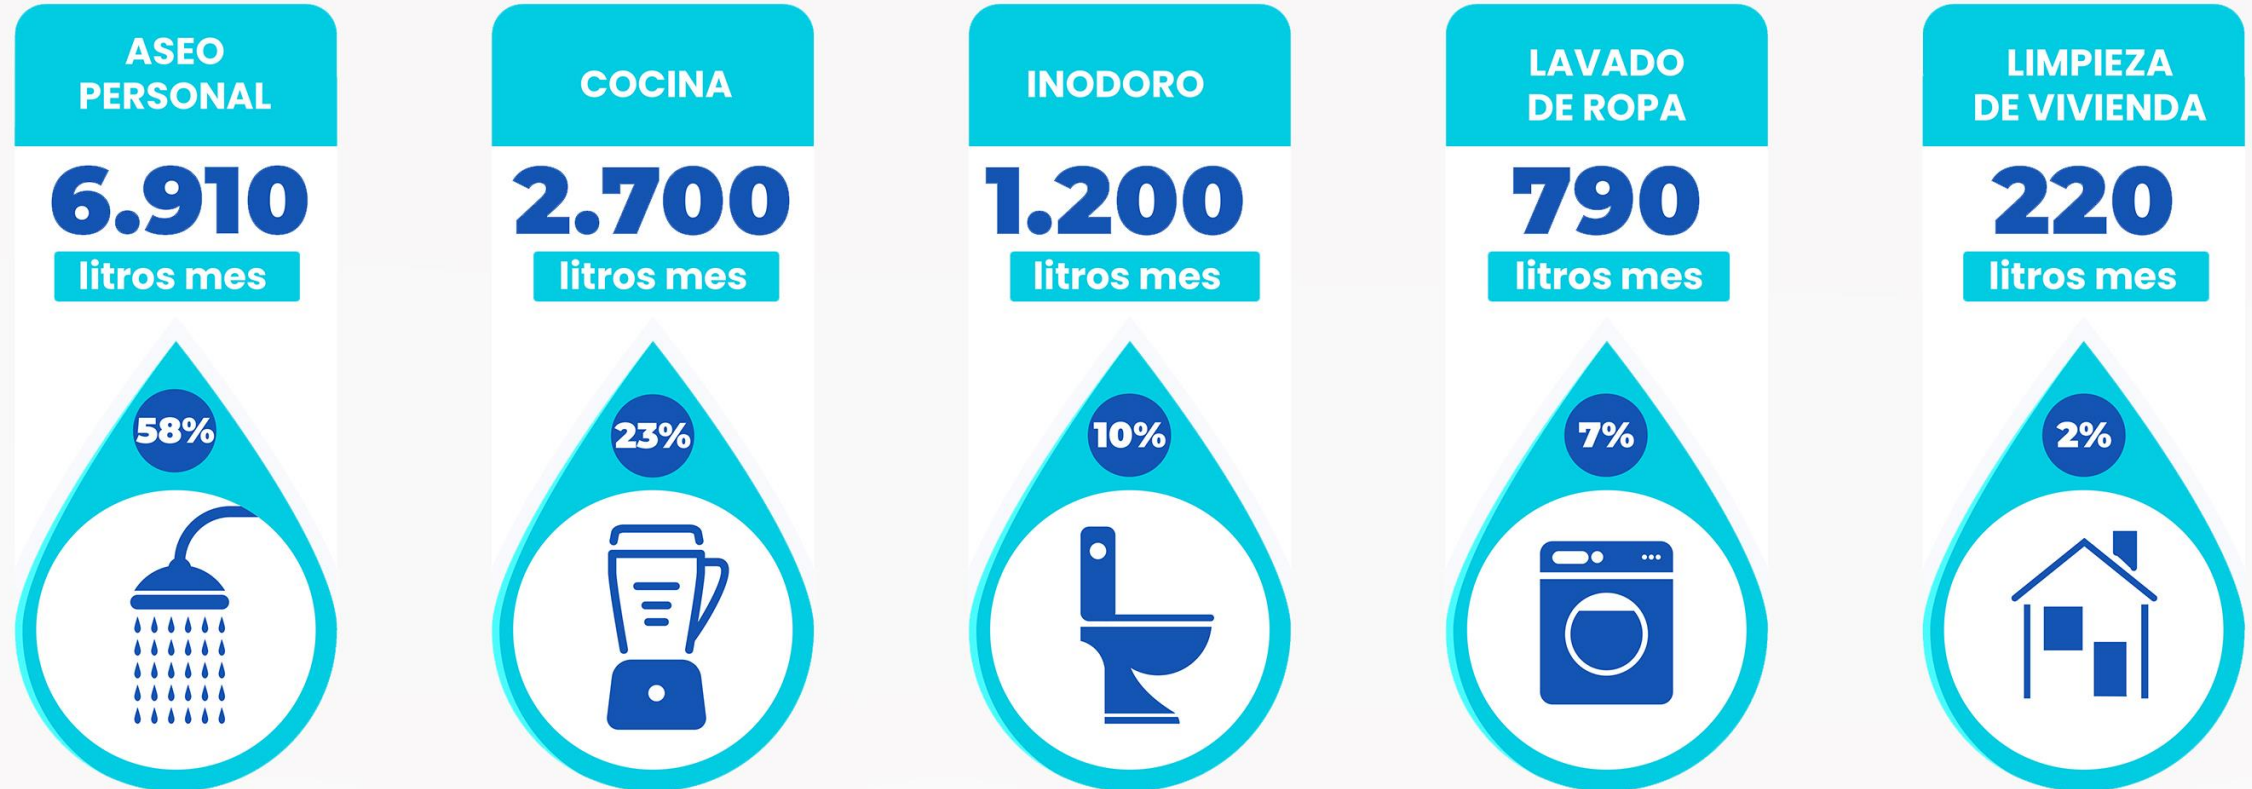 ASEO
PERSONAL
6.910
litros mes
58%
COCINA
2.700
litros mes
23%
INODORO
1.200
litros mes
10%
LAVADO
DE ROPA
790
litros mes
7%
LIMPIEZA
DE VIVIENDA
220
litros mes
2%